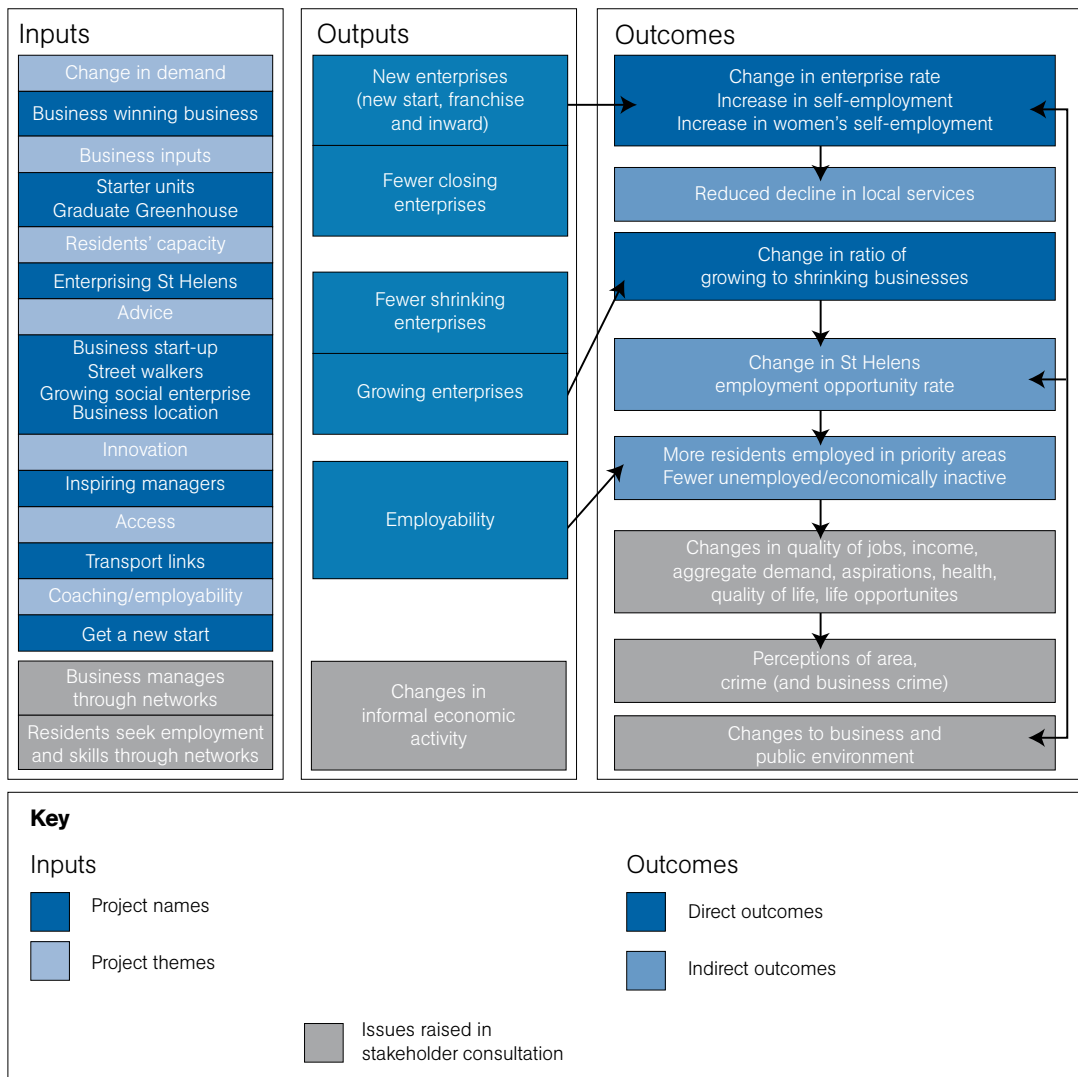 Inputs
Change in demand
Business winning business
Business inputs
Starter units
Graduate Greenhouse
Residents' capacity
Enterprising St Helens
Advice
Business start-up
Street walkers
Growing social enterprise
Business location
Innovation
Inspiring managers
Access
Transport links
Coaching/employability
Get a new start
Business manages
through networks
Residents seek employment
and skills through networks
Outputs
New enterprises
(new start, franchise
and inward)
Fewer closing
enterprises
Fewer shrinking
enterprises
Growing enterprises
Employability
Changes in
informal economic
activity
Outcomes
Change in enterprise rate
Increase in self-employment
Increase in women's self-employment
Reduced decline in local services
Change in ratio of
growing to shrinking businesses
Change in St Helens
employment opportunity rate
More residents employed in priority areas
Fewer unemployed/economically inactive
Changes in quality of jobs, income,
aggregate demand, aspirations, health,
quality of life, life opportunites
Perceptions of area,
crime (and business crime)
Changes to business and
public environment
Key
Inputs
Project names
Project themes
Outcomes
Direct outcomes
Indirect outcomes
Issues raised in
stakeholder consultation